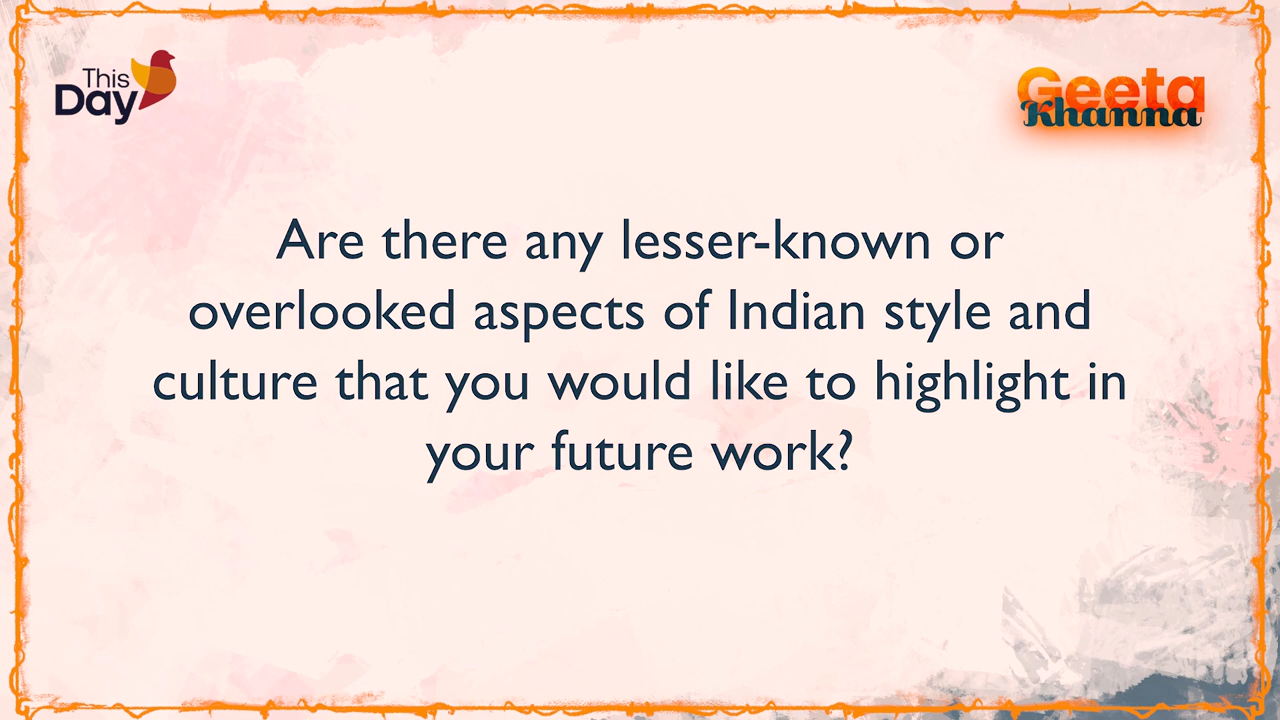 This
Day
Geeta
Khanna
Are there any lesser-known or
overlooked aspects of Indian style and
culture that you would like to highlight in
your future work?